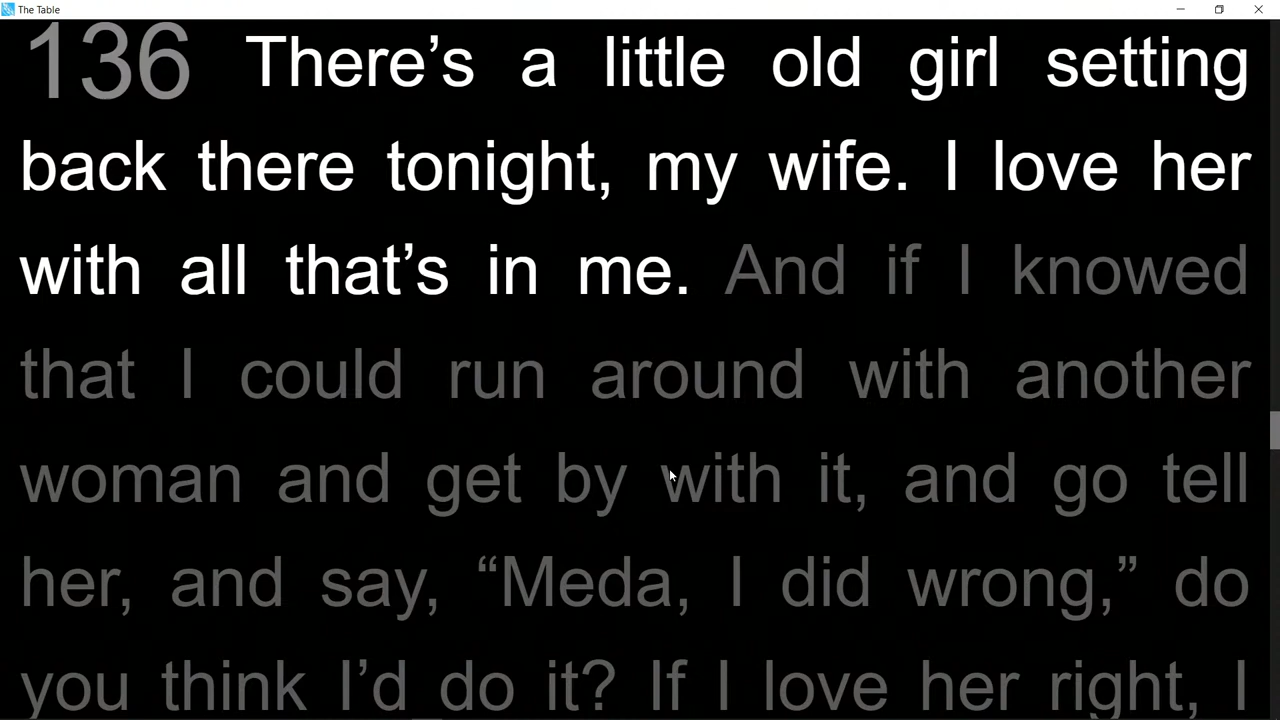 The Table
136 There’s a little old girl setting
back there tonight, my wife. I love her
with all that’s in me. And if I knowed
that I could run around with another
woman and get by with it, and go tell
her, and say, “Meda, I did wrong,” do
you think I’d do it? If I love her right, I